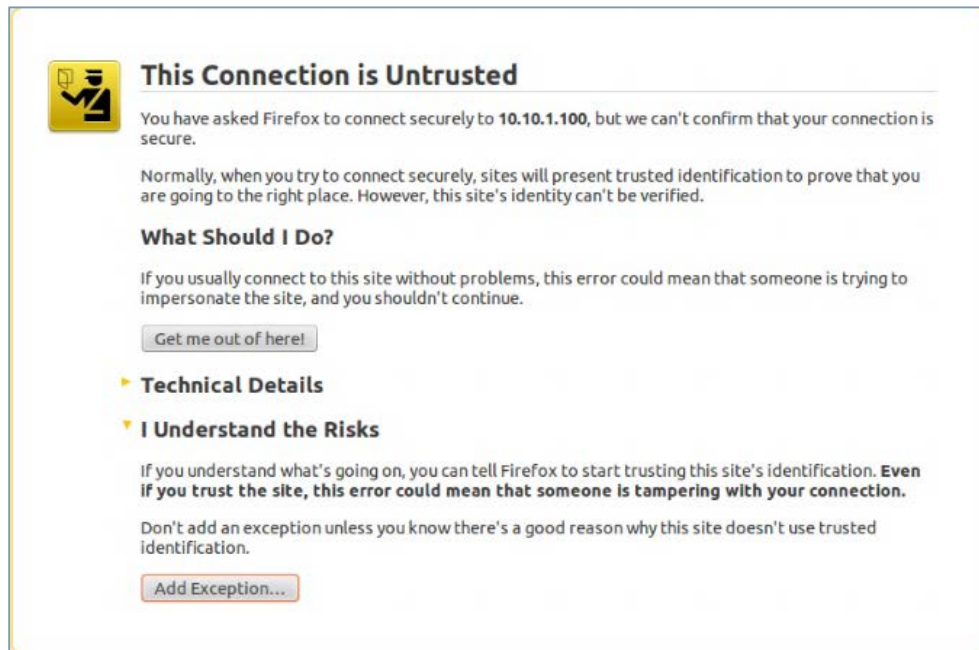 This Connection is Untrusted
You have asked Firefox to connect securely to 10.10.1.100, but we can't confirm that your connection is
secure.
Normally, when you try to connect securely, sites will present trusted identification to prove that you
are going to the right place. However, this site's identity can't be verified.
What Should I Do?
If you usually connect to this site without problems, this error could mean that someone is trying to
impersonate the site, and you shouldn't continue.
Get me out of here!
Technical Details
I Understand the Risks
If you understand what's going on, you can tell Firefox to start trusting this site's identification. Even
if you trust the site, this error could mean that someone is tampering with your connection.
Don't add an exception unless you know there's a good reason why this site doesn't use trusted
identification.
Add Exception...